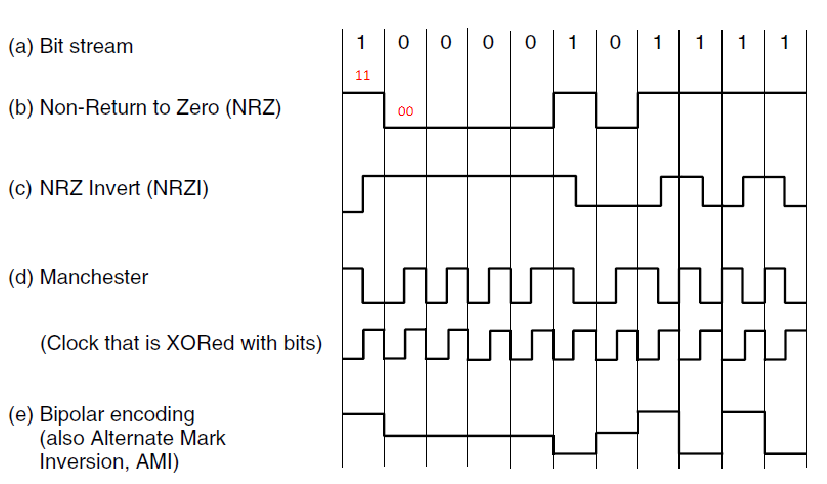 (a) Bit stream 1 0 0 0 0 1 0 1 1 1 1
11
(b) Non-Return to Zero (NRZ)
00
(c) NRZ Invert (NRZI)
(d) Manchester
(Clock that is XORed with bits)
(e) Bipolar encoding
(also Alternate Mark
Inversion, AMI)